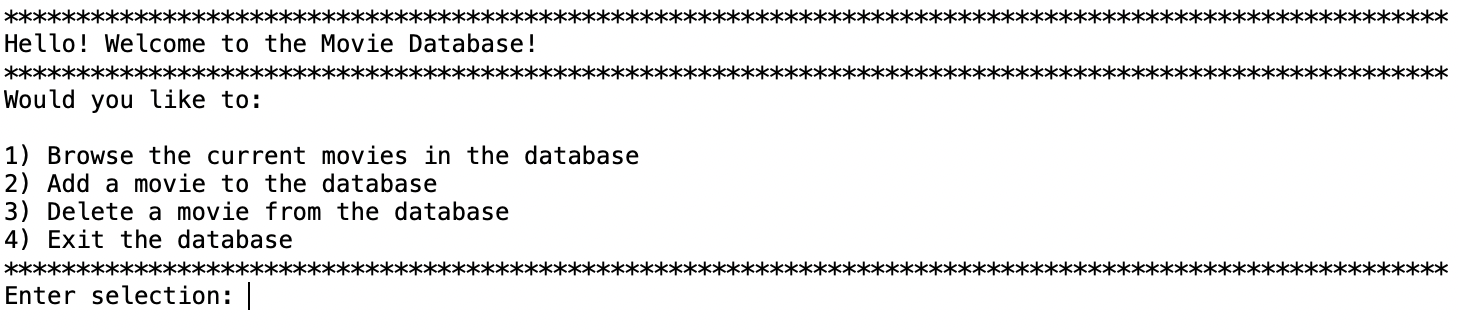 ****************************************************************************************************
Hello! Welcome to the Movie Database!
****************************************************************************************************
Would you like to:
1) Browse the current movies in the database
2) Add a movie to the database
3) Delete a movie from the database
4) Exit the database
****************************************************************************************************
Enter selection: